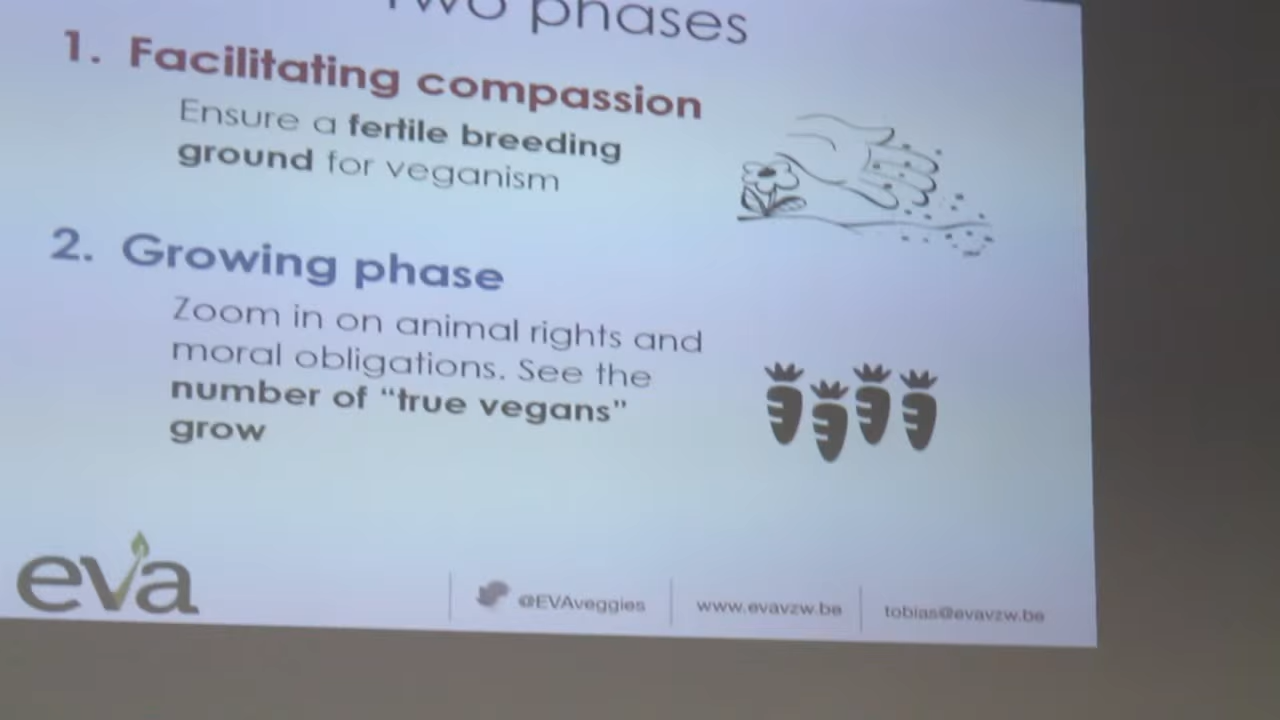 Two phases
1. Facilitating compassion
Ensure a fertile breeding
ground for veganism
2. Growing phase
Zoom in on animal rights and
moral obligations. See the
number of "true vegans"
grow
eva
@EVAveggies
www.evavzw.be
tobias@evavzw.be